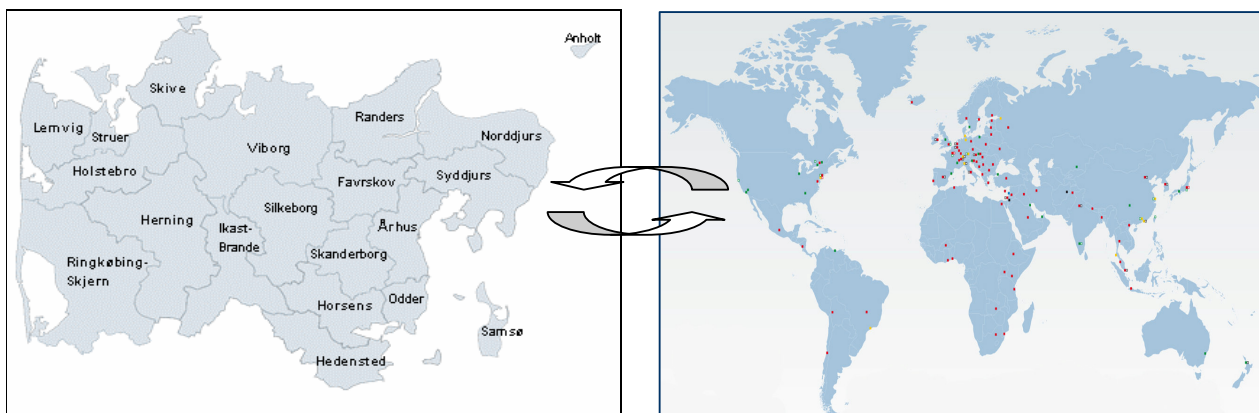 Anholt
Skive
Randers
Lemvig
Struer
Norddjurs
Viborg
Holstebro
Favrskov
Syddjurs
Silkeborg
Herning
Ikast-
Brande
Århus
Skanderborg
Ringkøbing-
Skjern
Odder
Horsens
Samsø
Hedensted